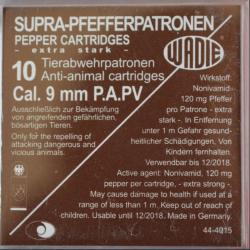 SUPRA-PFEFFERPATRONEN
PEPPER CARTRIDGES
- extra stark -
WADIE
10 Tierabwehrpatronen
Anti-animal cartridges
Cal. 9 mm P.A.PV
Ausschließlich zur Bekämpfung
von angreifenden gefährlichen,
bösartigen Tieren.
Only for the repelling of
attacking dangerous and
vicious animals.
Wirkstoff:
Nonivamid
120 mg Pfeffer
pro Patrone - extra
stark -. In Entfernung
unter 1 m Gefahr gesund-
heitlicher Schädigungen. Von
Kindern fernhalten.
Verwendbar bis 12/2018.
Active agent: Nonivamid, 120 mg
per cartridge, - extra strong -.
May cause damage to health if used at a
range of less than 1 m. Keep out of reach of
children. Usable until 12/2018. Made in Germany.
44-4015